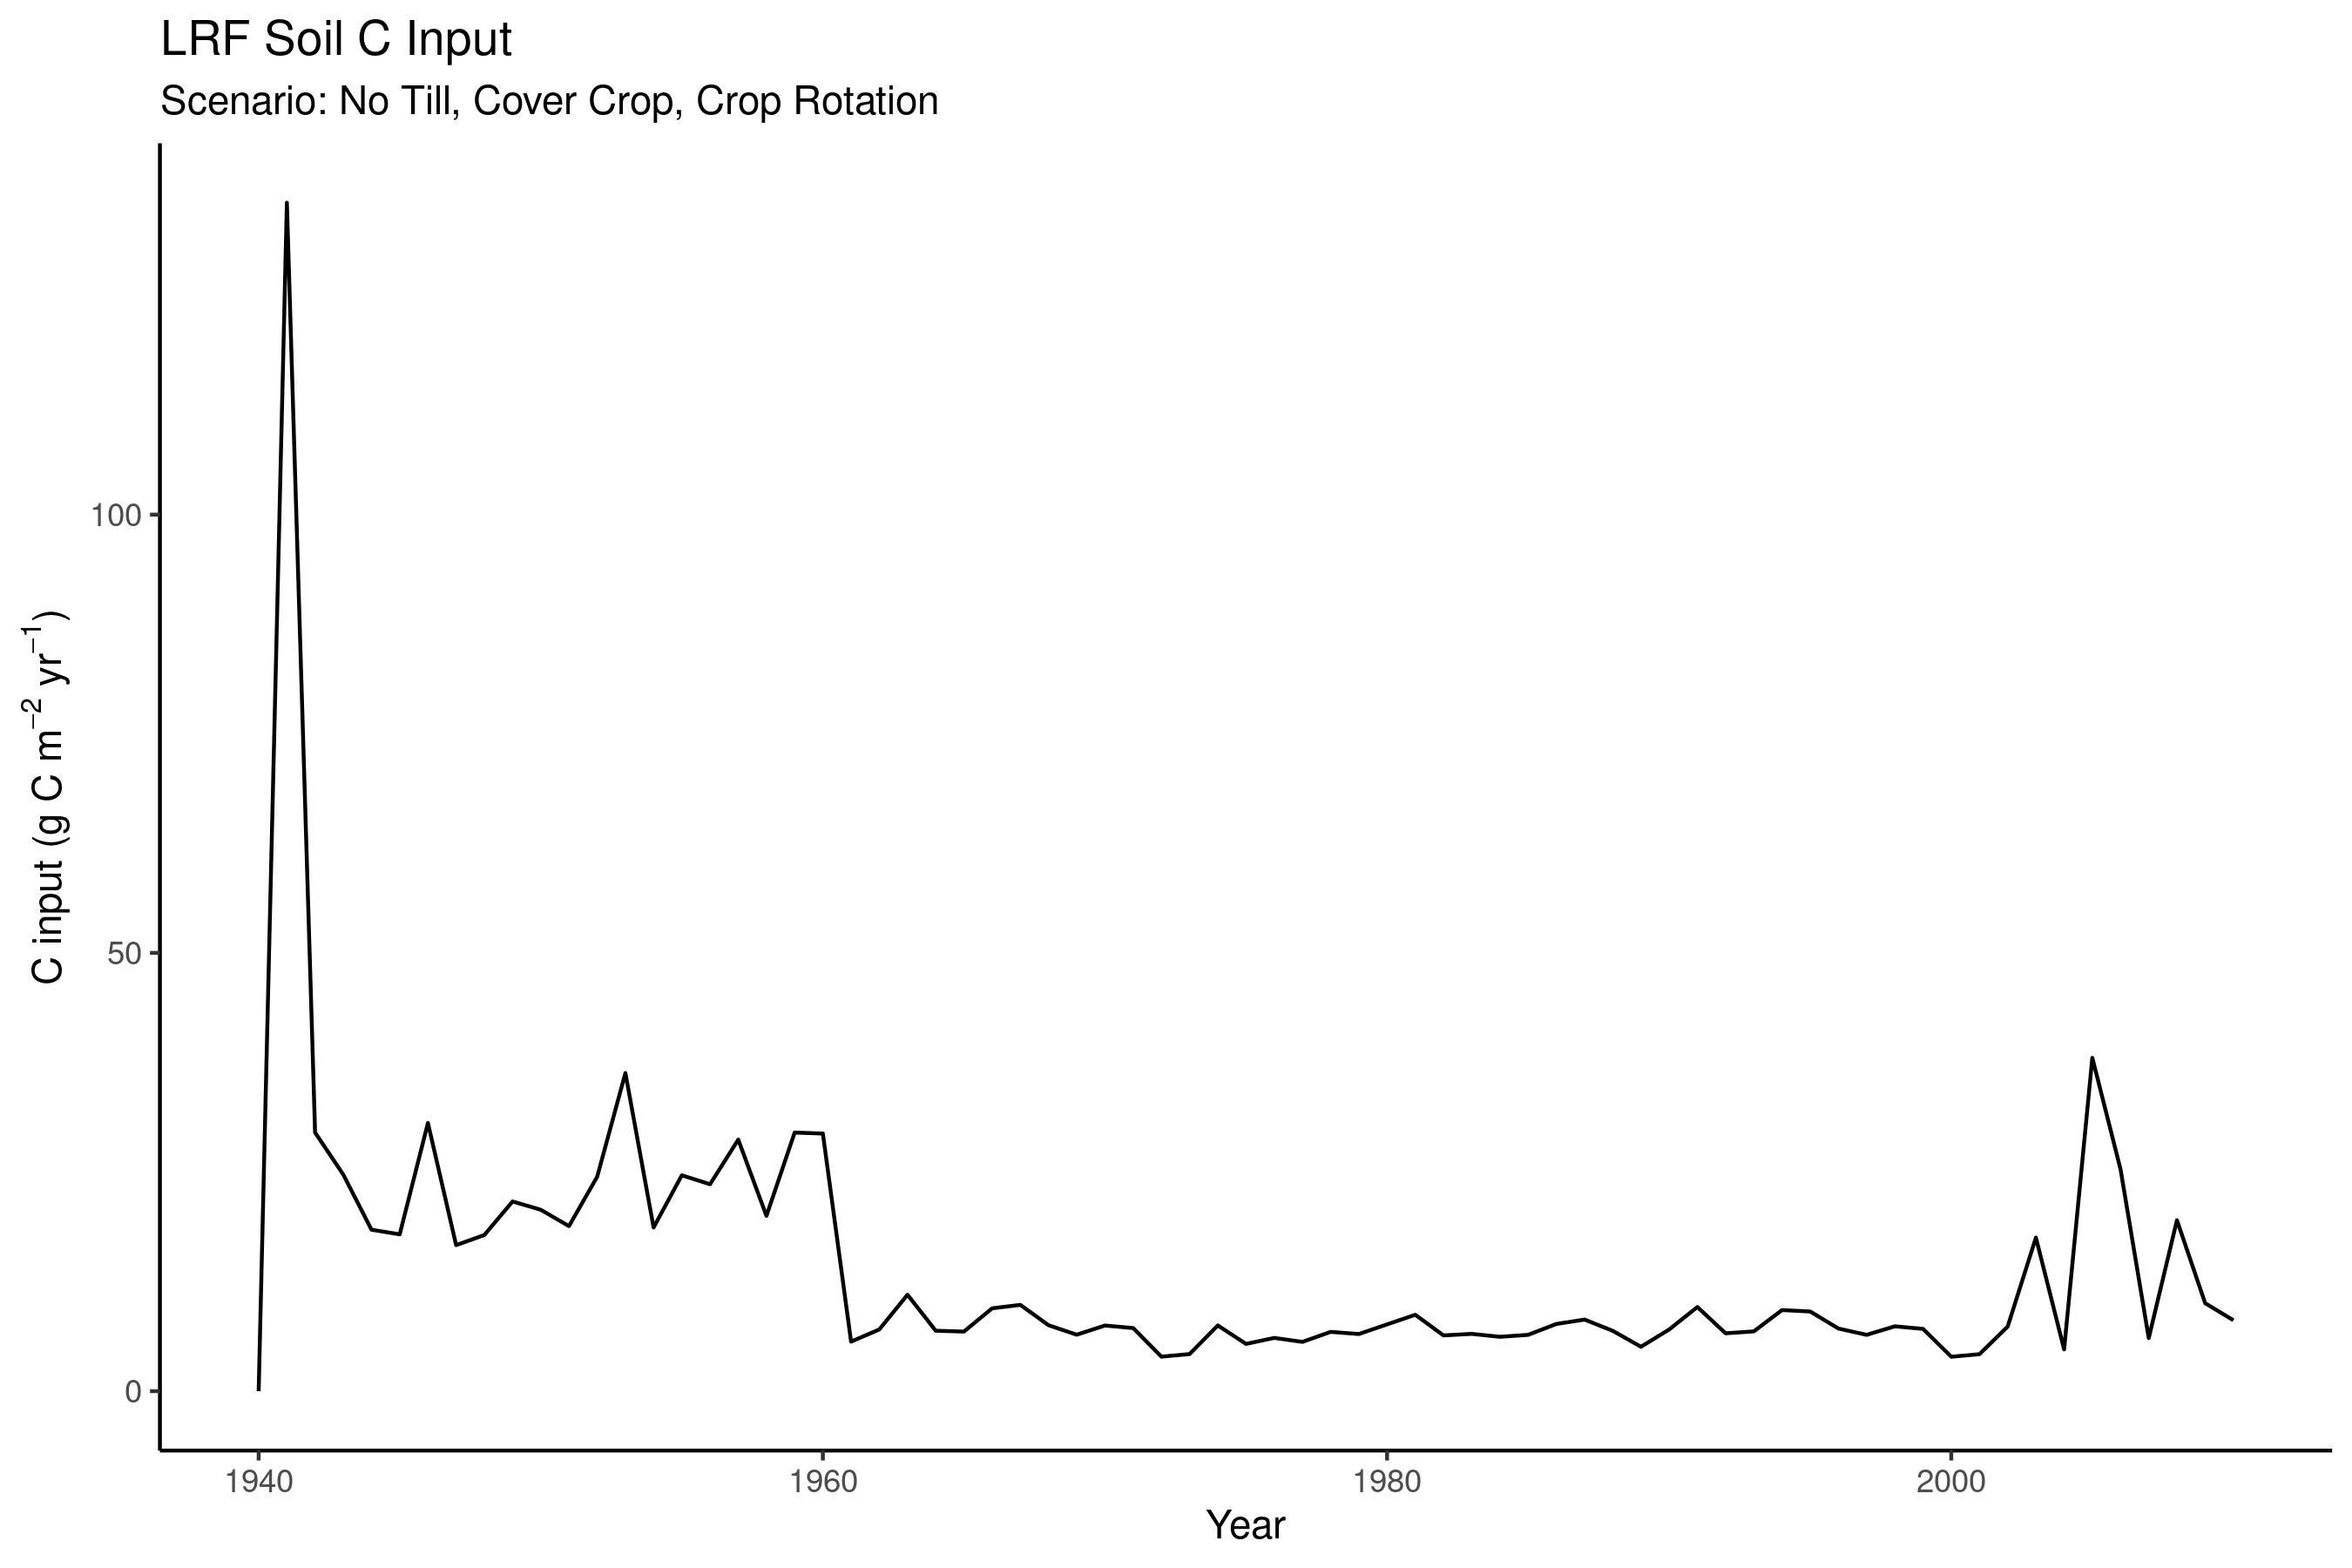 LRF Soil C Input
Scenario: No Till, Cover Crop, Crop Rotation
C input (g C m⁻² yr⁻¹)
100
50
0
1940 1960 1980 2000
Year